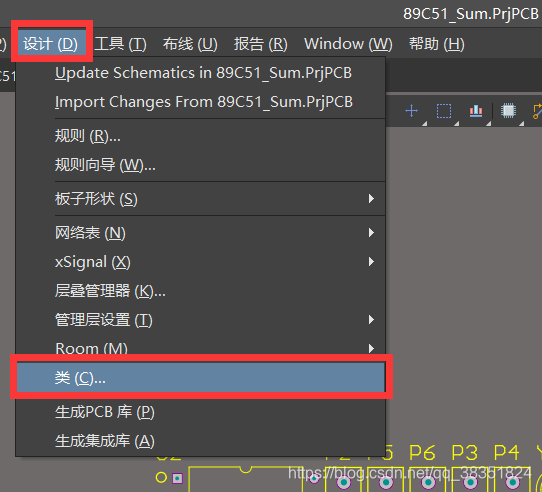 89C51_Sum.PrjPCB
) 设计 (D) 工具 (T) 布线 (U) 报告 (R) Window (W) 帮助 (H)
C51
Update Schematics in 89C51_Sum.PrjPCB
Import Changes From 89C51_Sum.PrjPCB
规则 (R)...
规则向导 (W)...
板子形状 (S)
网络表 (N)
xSignal (X)
层叠管理器 (K)...
管理层设置 (T)
Room (M)
类 (C)...
生成PCB 库 (P)
生成集成库 (A)
P5 P6 P3 P4
https://blog.csdn.net/qq_38351824